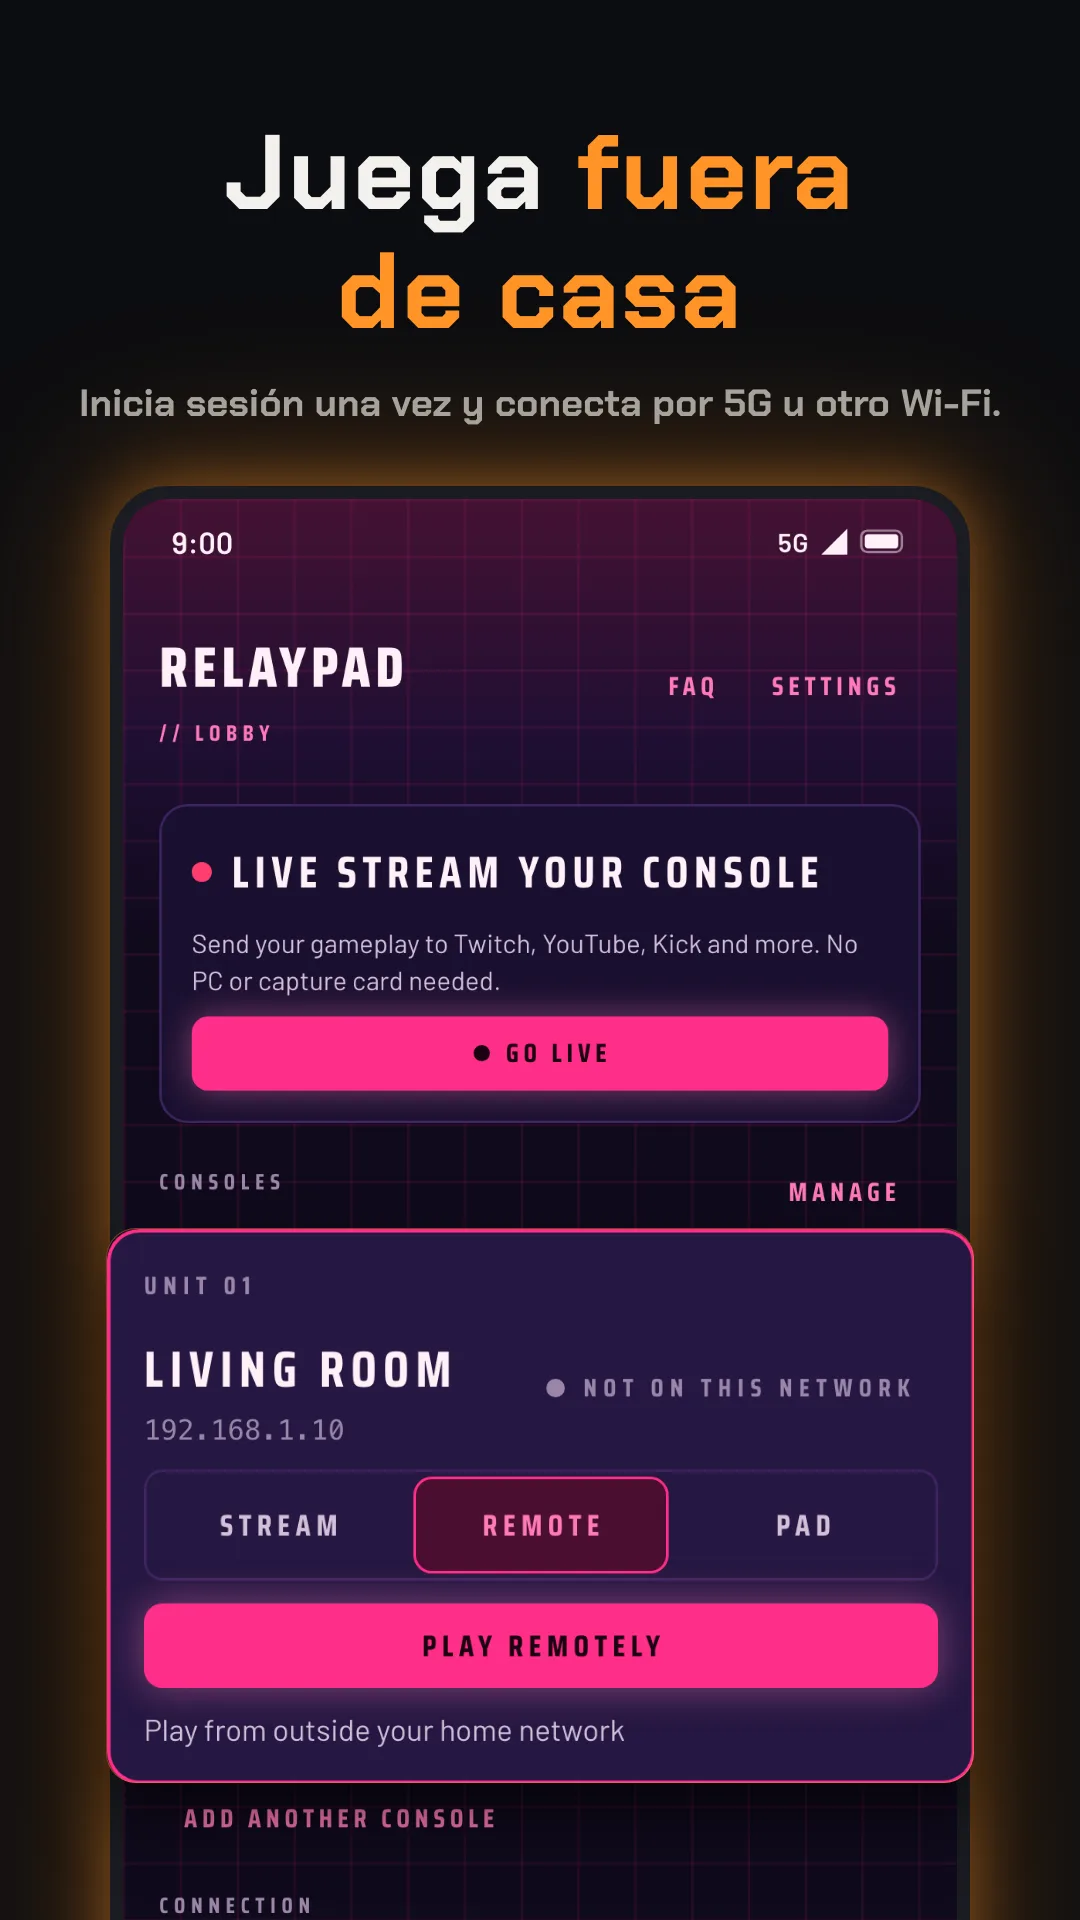 Juega fuera
de casa
Inicia sesión una vez y conecta por 5G u otro Wi-Fi.
9:00
5G
RELAYPAD
FAQ
SETTINGS
// LOBBY
LIVE STREAM YOUR CONSOLE
Send your gameplay to Twitch, YouTube, Kick and more. No
PC or capture card needed.
GO LIVE
CONSOLES
MANAGE
UNIT 01
LIVING ROOM
NOT ON THIS NETWORK
192.168.1.10
STREAM
REMOTE
PAD
PLAY REMOTELY
Play from outside your home network
ADD ANOTHER CONSOLE
CONNECTION